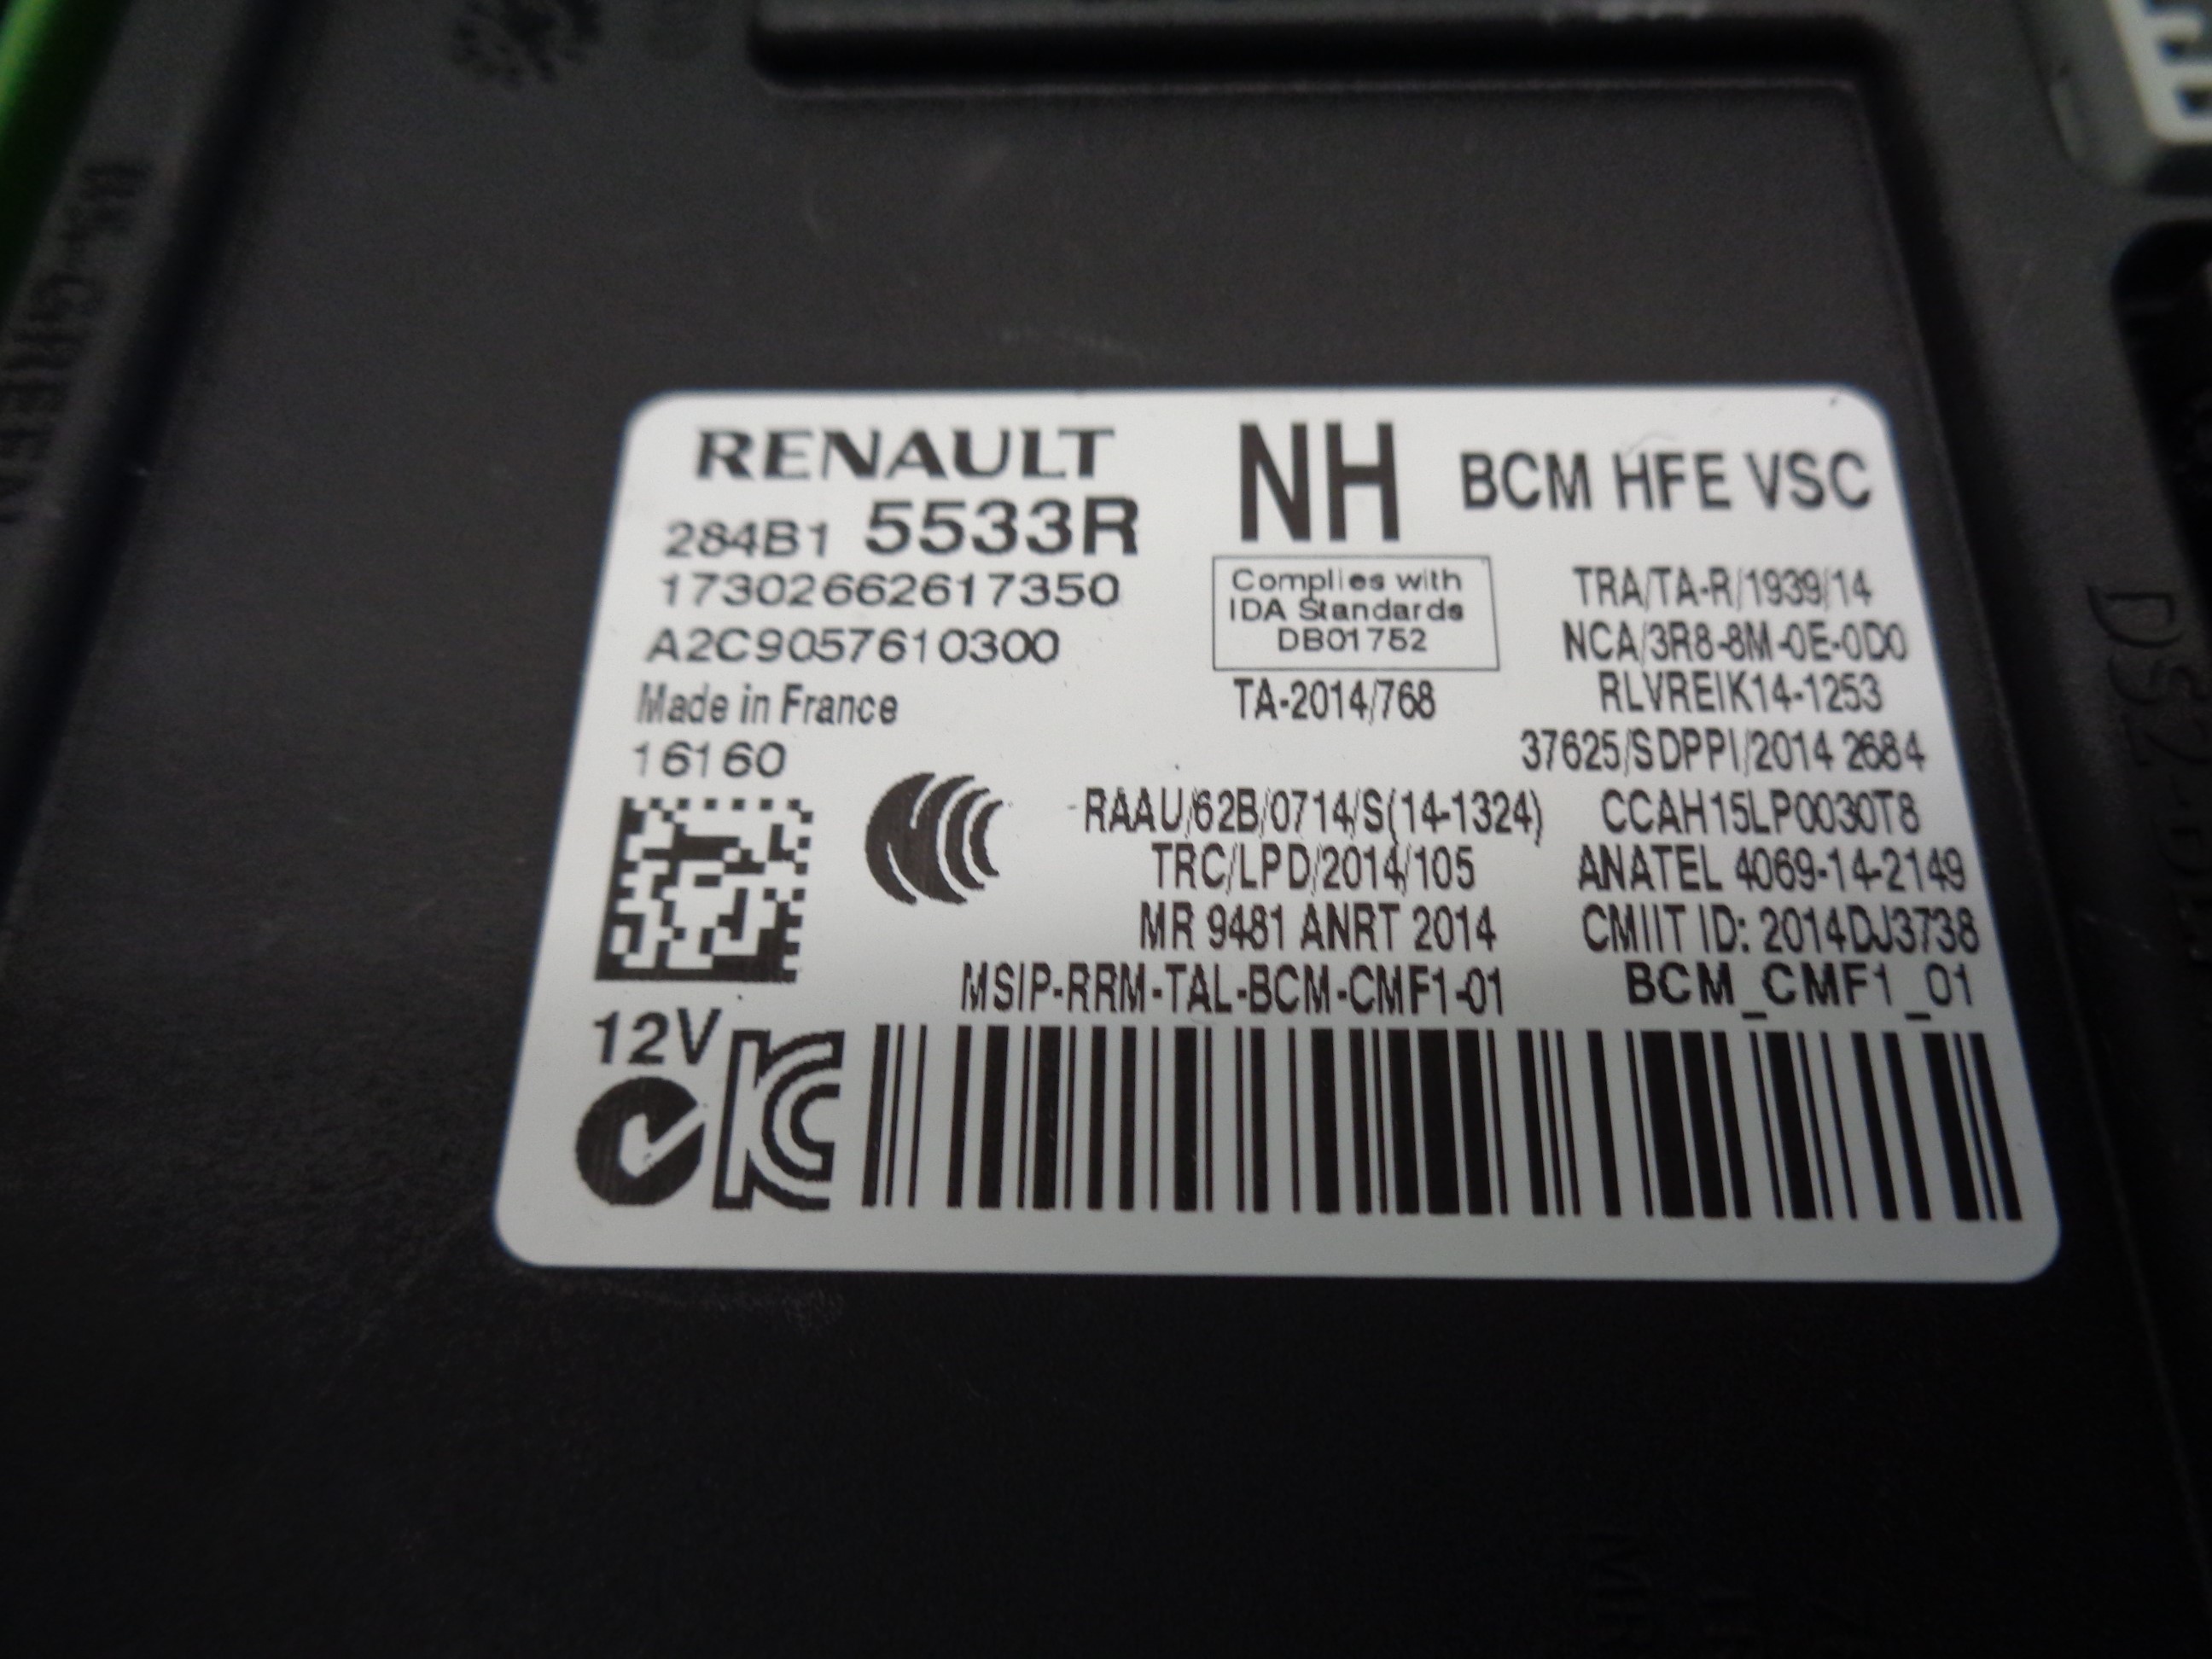 RENAULT
284B1 5533R
17302662617350
A2C9057610300
Made in France
16160
12V
NH
BCM HFE VSC
Complies with
IDA Standards
DB01752
TA-2014/768
TRA/TA-R/1939/14
NCA/3R8-8M-0E-0D0
RLVREIK14-1253
37625/SDPPI/2014 2684
RAAU/62B/0714/S(14-1324)
CCAH15LP0030T8
TRC/LPD/2014/105
ANATEL 4069-14-2149
MR 9481 ANRT 2014
CMIIT ID: 2014DJ3738
MSIP-RRM-TAL-BCM-CMF1-01
BCM_CMF1_01